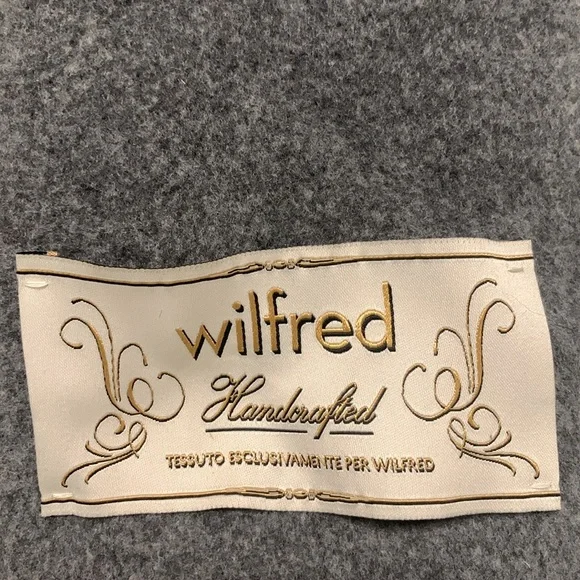 wilfred
Handcrafted
TESSUTO ESCLUSIVAMENTE PER WILFRED